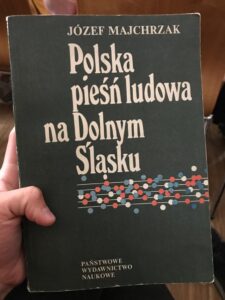 JÓZEF MAJCHRZAK
Polska
pieśń ludowa
na Dolnym
Śląsku
PAŃSTWOWE
WYDAWNICTWO
NAUKOWE